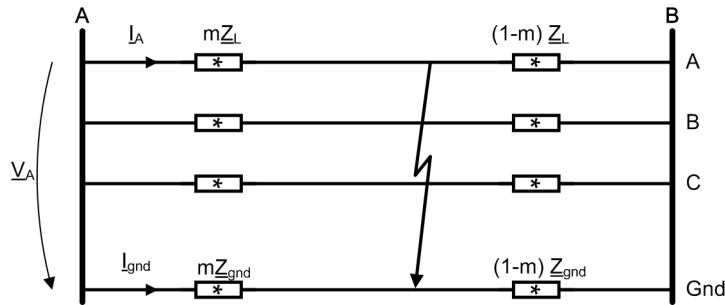 A B
I_A mZ_L (1-m) Z_L
A
*
*
B
*
*
V_A
C
*
*
I_gnd mZ_gnd (1-m) Z_gnd
Gnd
*
*